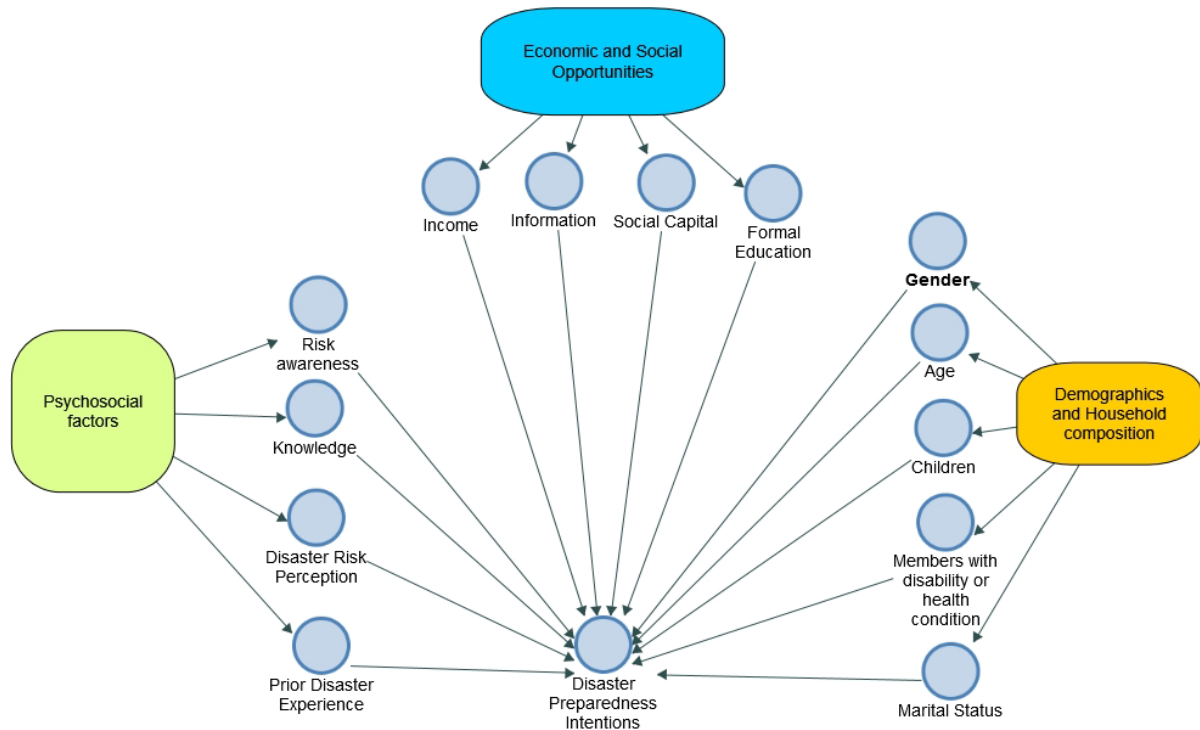 Economic and Social
Opportunities
Income
Information
Social Capital
Formal
Education
Gender
Risk
awareness
Age
Psychosocial
factors
Demographics
and Household
composition
Knowledge
Children
Disaster Risk
Perception
Members with
disability or
health
condition
Prior Disaster
Experience
Disaster
Preparedness
Intentions
Marital Status